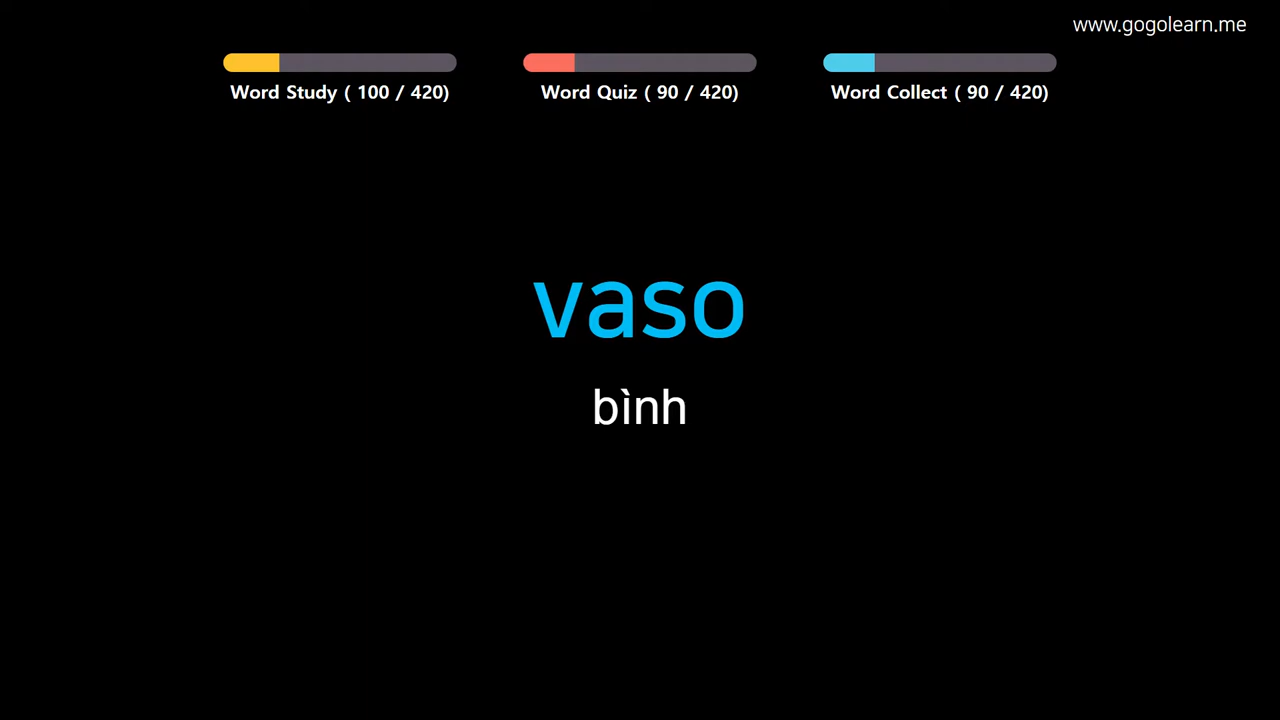 www.gogolearn.me
Word Study ( 100 / 420)
Word Quiz ( 90 / 420)
Word Collect ( 90 / 420)
vaso
bình